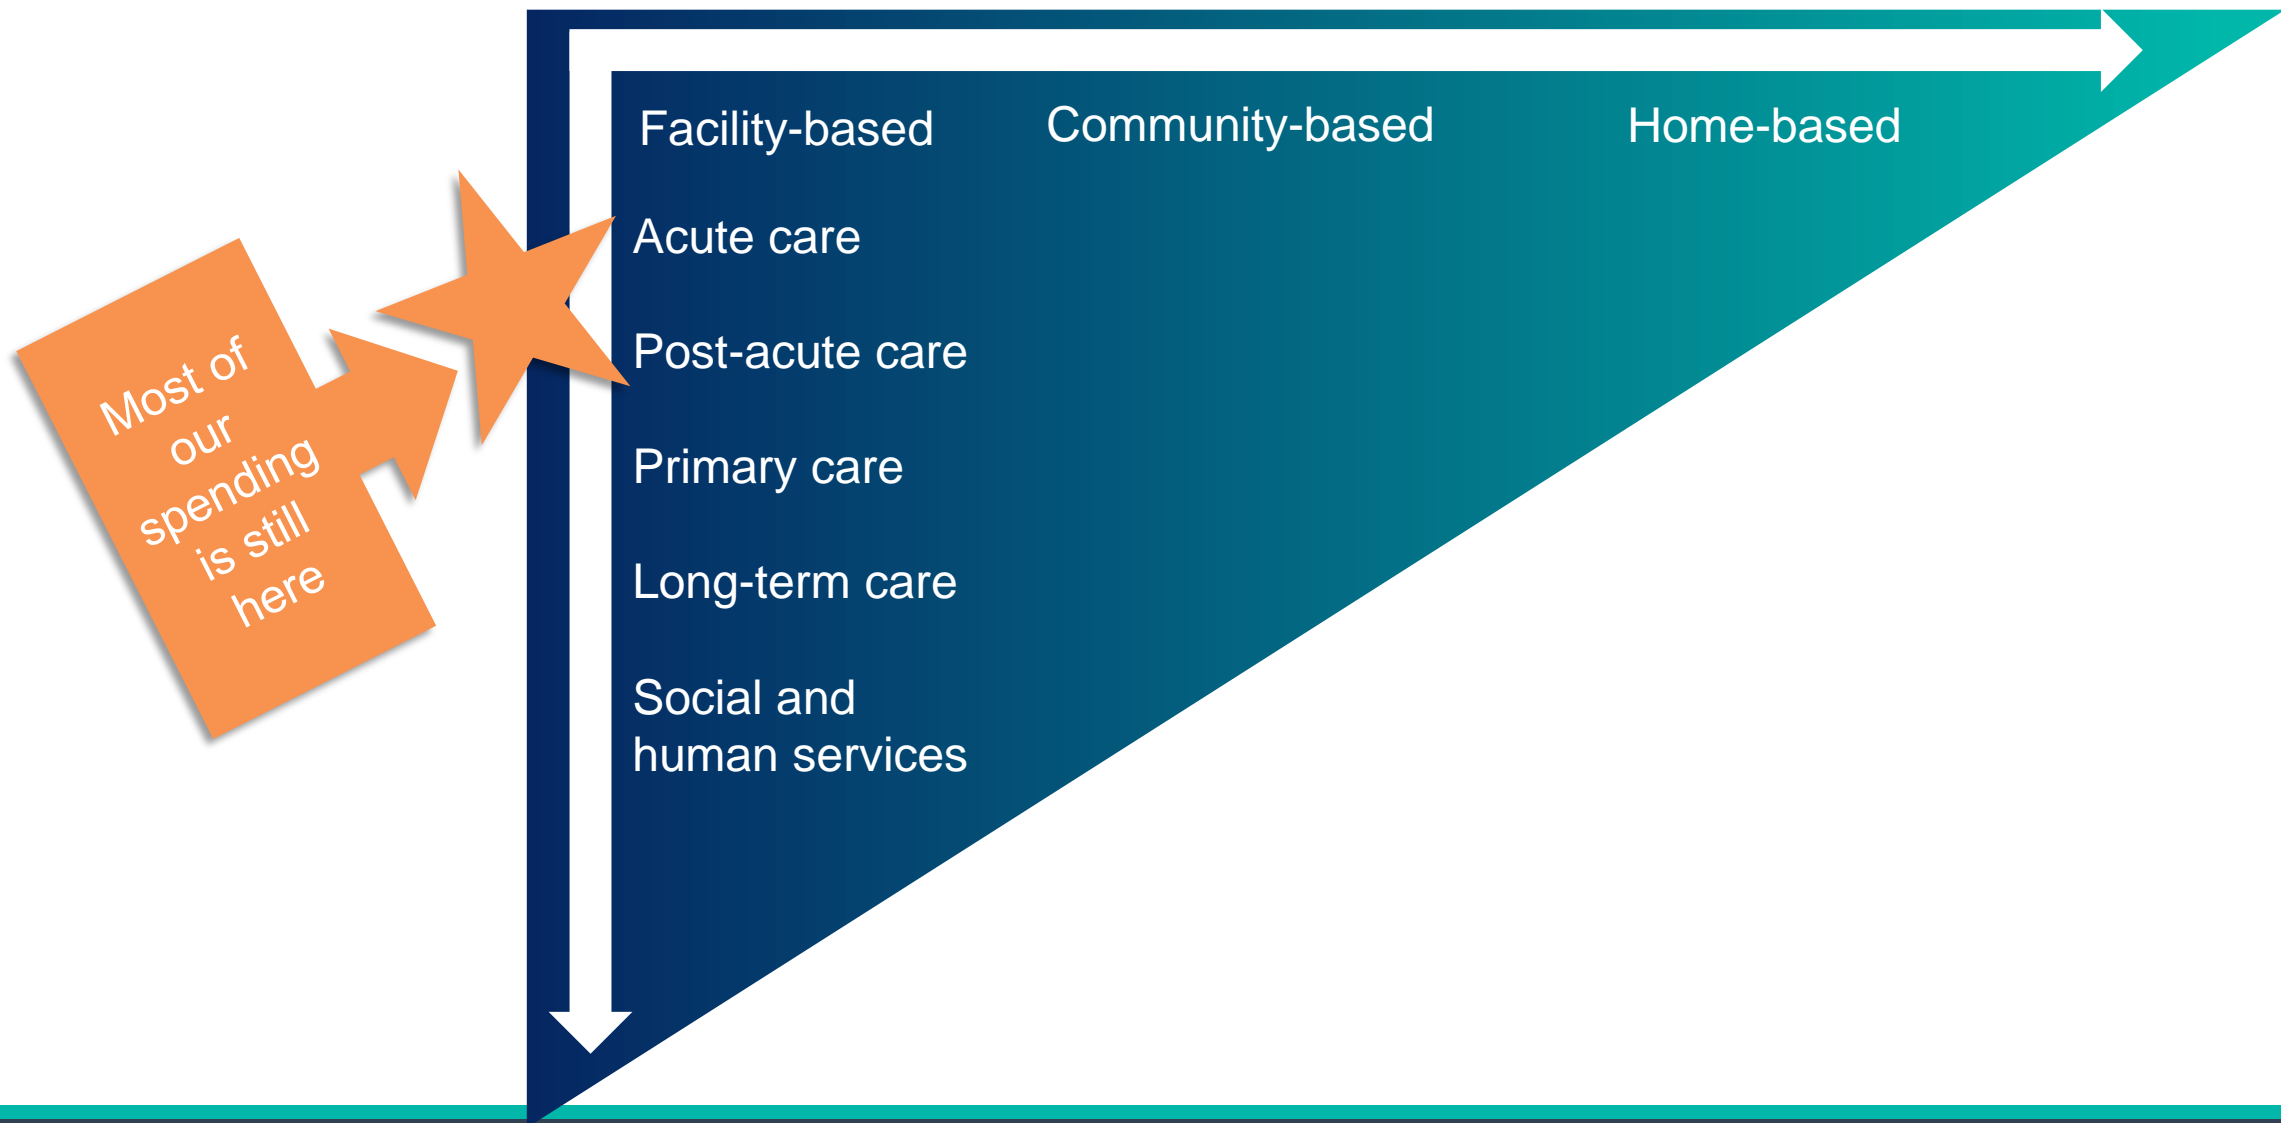 Facility-based
Community-based
Home-based
Acute care
Post-acute care
Primary care
Long-term care
Social and
human services
Most of
our
spending
is still
here